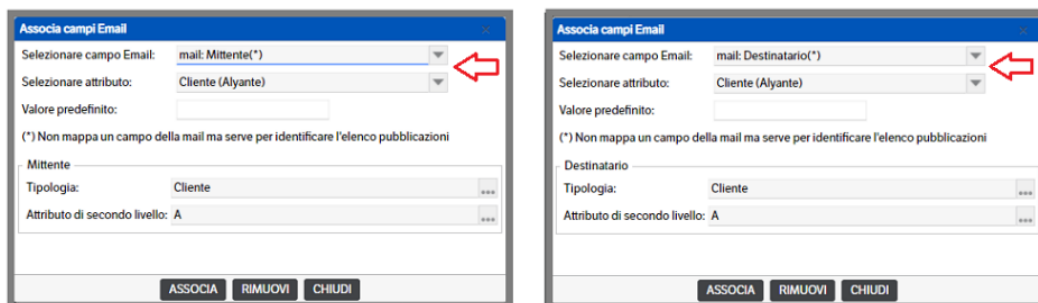 Associa campi Email
Selezionare campo Email: mail: Mittente(*)
Selezionare attributo: Cliente (Alyante)
Valore predefinito:
(*) Non mappa un campo della mail ma serve per identificare l'elenco pubblicazioni
Mittente
Tipologia: Cliente ...
Attributo di secondo livello: A ...
ASSOCIA RIMUOVI CHIUDI
Associa campi Email
Selezionare campo Email: mail: Destinatario(*)
Selezionare attributo: Cliente (Alyante)
Valore predefinito:
(*) Non mappa un campo della mail ma serve per identificare l'elenco pubblicazioni
Destinatario
Tipologia: Cliente ...
Attributo di secondo livello: A ...
ASSOCIA RIMUOVI CHIUDI